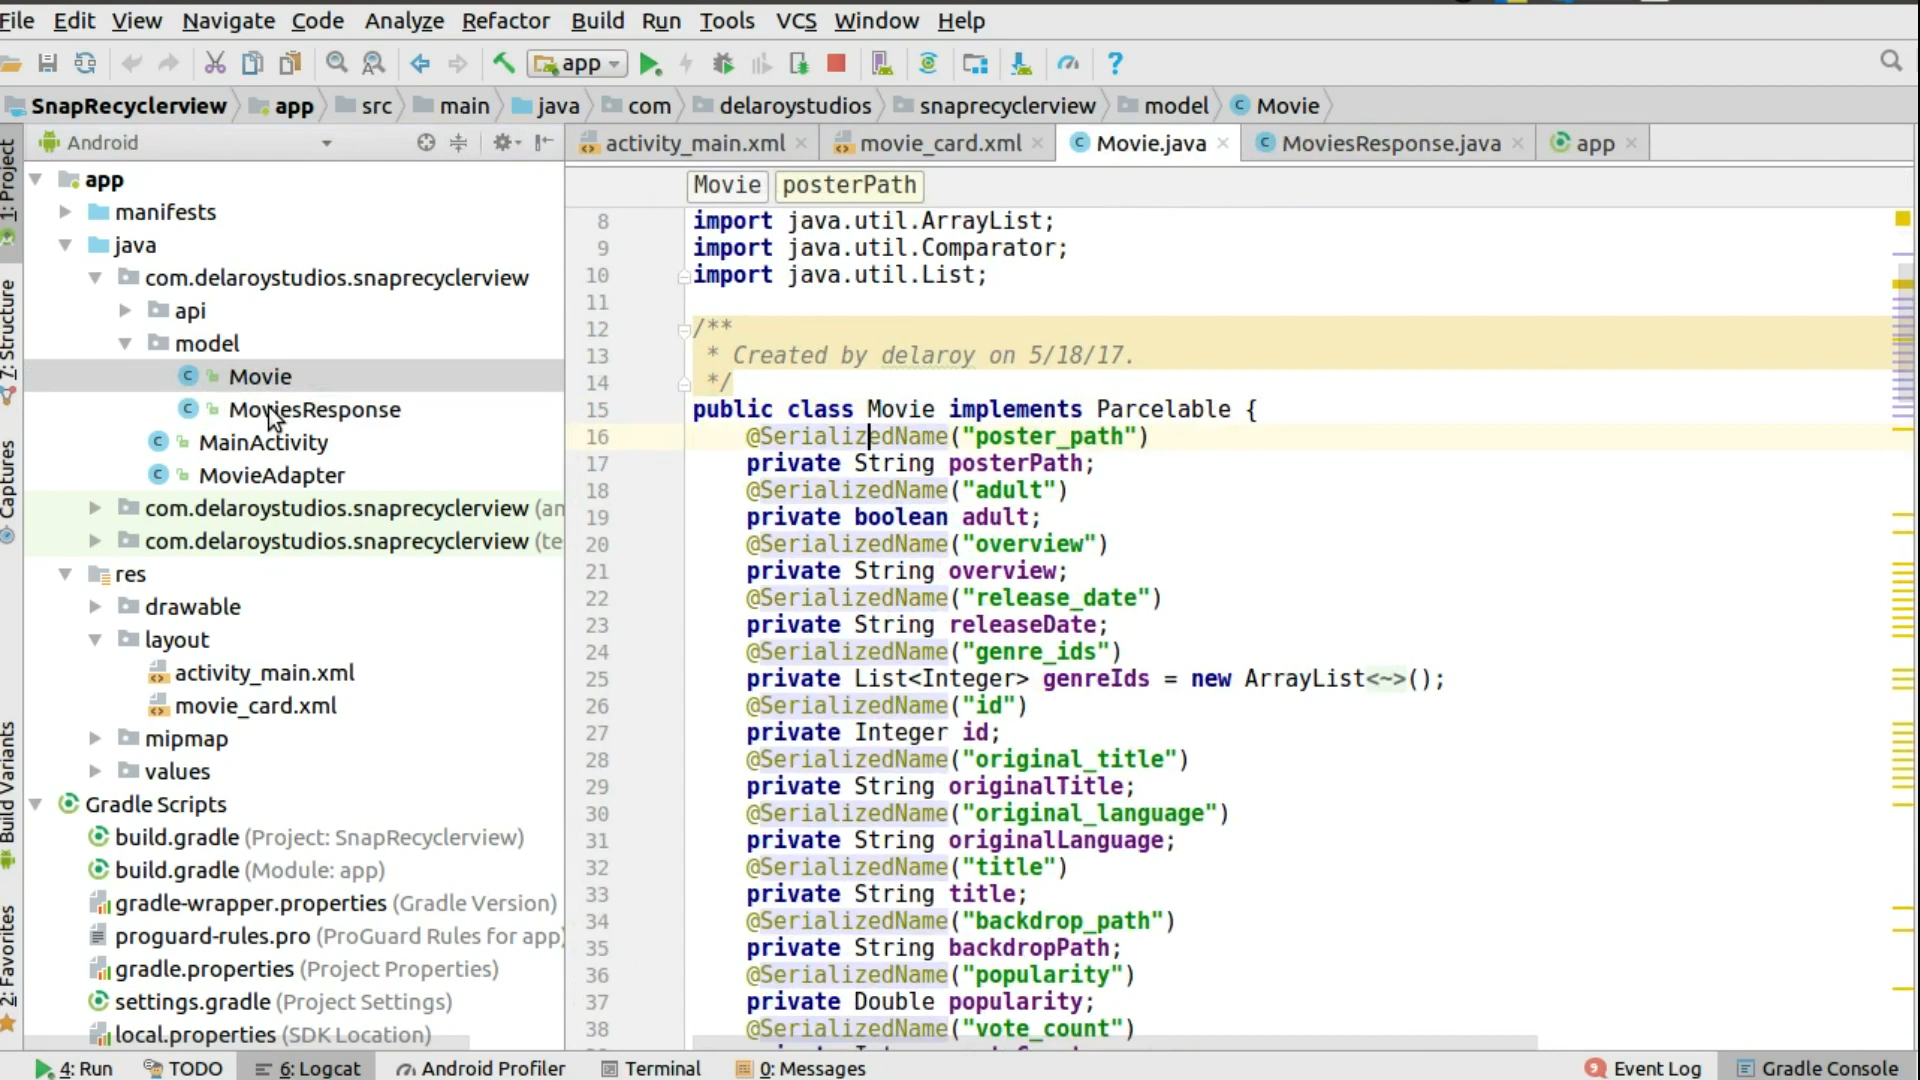 File Edit View Navigate Code Analyze Refactor Build Run Tools VCS Window Help
app
SnapRecyclerview app src main java com delaroystudios snaprecyclerview model Movie
Android
activity_main.xml movie_card.xml Movie.java MoviesResponse.java app
Movie posterPath
1: Project
7: Structure
Captures
Build Variants
2: Favorites
app
manifests
java
com.delaroystudios.snaprecyclerview
api
model
Movie
MoviesResponse
MainActivity
MovieAdapter
com.delaroystudios.snaprecyclerview (an
com.delaroystudios.snaprecyclerview (te
res
drawable
layout
activity_main.xml
movie_card.xml
mipmap
values
Gradle Scripts
build.gradle (Project: SnapRecyclerview)
build.gradle (Module: app)
gradle-wrapper.properties (Gradle Version)
proguard-rules.pro (ProGuard Rules for app)
gradle.properties (Project Properties)
settings.gradle (Project Settings)
local.properties (SDK Location)
8 import java.util.ArrayList;
9 import java.util.Comparator;
10 import java.util.List;
11
12 /**
13 * Created by delaroy on 5/18/17.
14 */
15 public class Movie implements Parcelable {
16 @SerializedName("poster_path")
17 private String posterPath;
18 @SerializedName("adult")
19 private boolean adult;
20 @SerializedName("overview")
21 private String overview;
22 @SerializedName("release_date")
23 private String releaseDate;
24 @SerializedName("genre_ids")
25 private List<Integer> genreIds = new ArrayList<~>();
26 @SerializedName("id")
27 private Integer id;
28 @SerializedName("original_title")
29 private String originalTitle;
30 @SerializedName("original_language")
31 private String originalLanguage;
32 @SerializedName("title")
33 private String title;
34 @SerializedName("backdrop_path")
35 private String backdropPath;
36 @SerializedName("popularity")
37 private Double popularity;
38 @SerializedName("vote_count")
4: Run TODO 6: Logcat Android Profiler Terminal 0: Messages Event Log Gradle Console